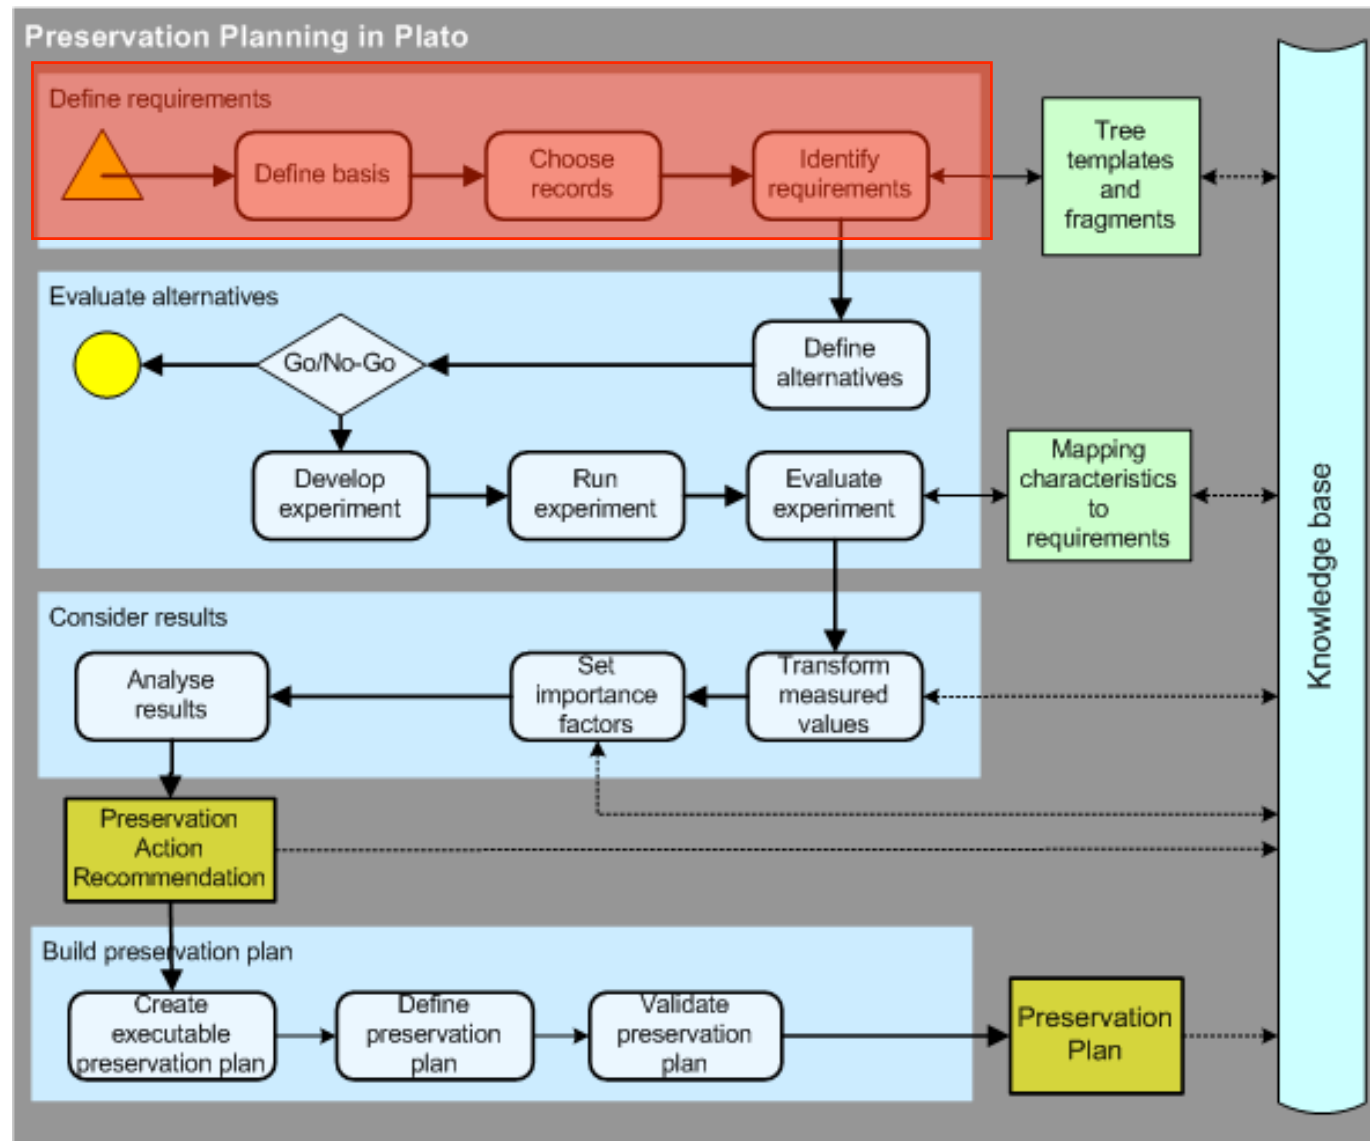 Preservation Planning in Plato
Define requirements
Define basis
Choose
records
Identify
requirements
Tree
templates
and
fragments
Evaluate alternatives
Go/No-Go
Define
alternatives
Develop
experiment
Run
experiment
Evaluate
experiment
Mapping
characteristics
to
requirements
Knowledge base
Consider results
Analyse
results
Set
importance
factors
Transform
measured
values
Preservation
Action
Recommendation
Build preservation plan
Create
executable
preservation plan
Define
preservation
plan
Validate
preservation
plan
Preservation
Plan